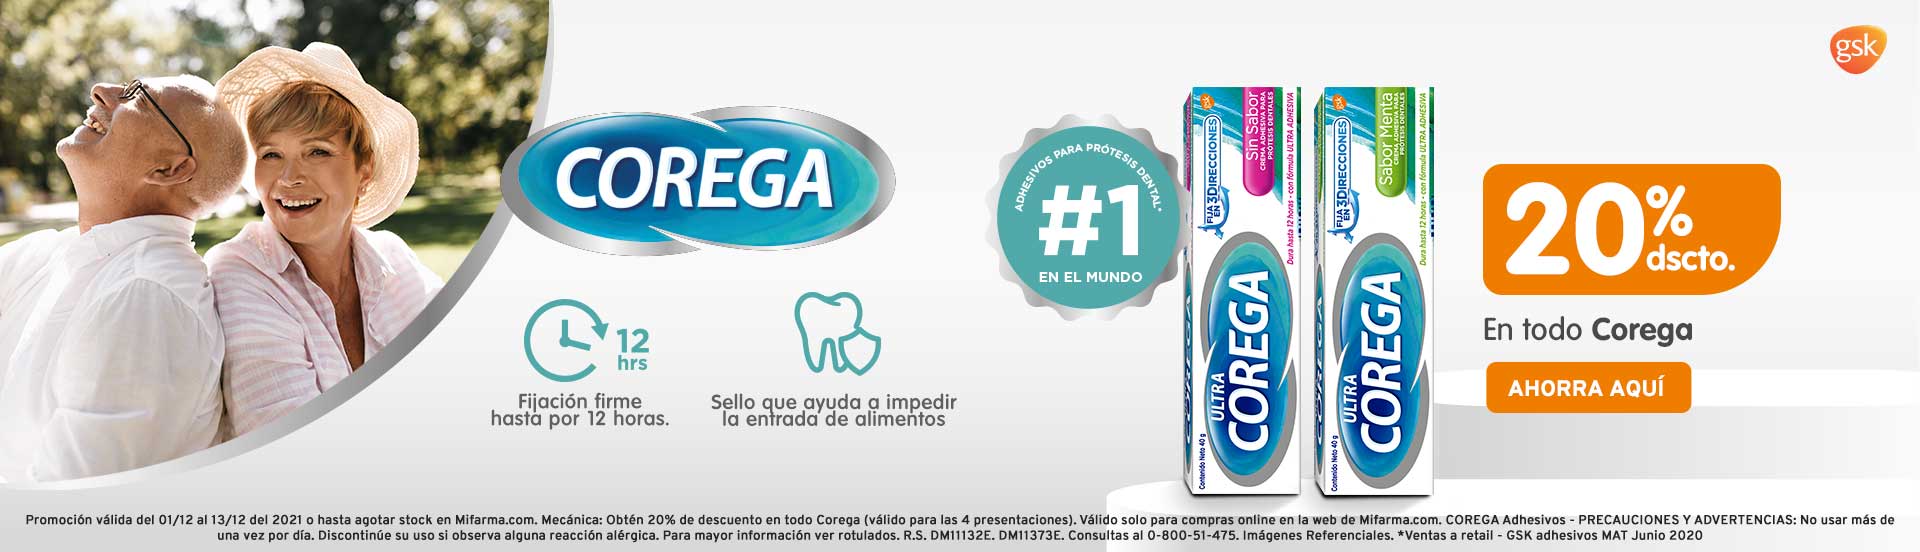 gsk
COREGA
12
hrs
Fijación firme
hasta por 12 horas.
Sello que ayuda a impedir
la entrada de alimentos
ADHESIVOS PARA PRÓTESIS DENTAL*
#1
EN EL MUNDO
gsk
FIJA EN 3DIRECCIONES
Sin Sabor
CREMA ADHESIVA PARA
PRÓTESIS DENTALES
Dura hasta 12 horas - con fórmula ULTRA ADHESIVA
ULTRA
COREGA
Contenido Neto 40 g
COREGA
gsk
FIJA EN 3DIRECCIONES
Sabor Menta
CREMA ADHESIVA PARA
PRÓTESIS DENTALES
Dura hasta 12 horas - con fórmula ULTRA ADHESIVA
ULTRA
COREGA
Contenido Neto 40 g
COREGA
20%
dscto.
En todo Corega
AHORRA AQUÍ
Promoción válida del 01/12 al 13/12 del 2021 o hasta agotar stock en Mifarma.com. Mecánica: Obtén 20% de descuento en todo Corega (válido para las 4 presentaciones). Válido solo para compras online en la web de Mifarma.com. COREGA Adhesivos - PRECAUCIONES Y ADVERTENCIAS: No usar más de
una vez por día. Discontinúe su uso si observa alguna reacción alérgica. Para mayor información ver rotulados. R.S. DM11132E. DM11373E. Consultas al 0-800-51-475. Imágenes Referenciales. *Ventas a retail - GSK adhesivos MAT Junio 2020